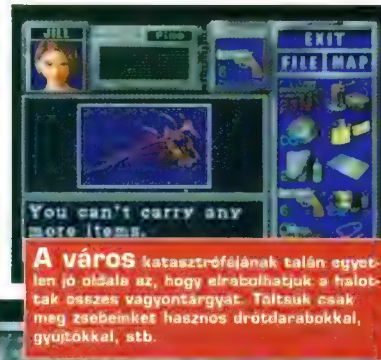 JILL
Fine
EXIT
FILE MAP
You can't carry any
more items.
A város katasztrófájának talán egyet-
len jó oldala az, hogy elrabolhatjuk a halot-
tak összes vagyontárgyát. Töltsük csak
meg zsebeinket hasznos drótdarabokkal,
gyújtókkal, stb.